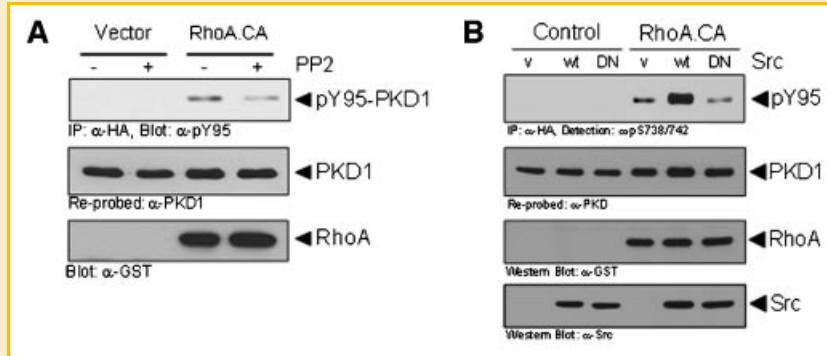 A
Vector RhoA.CA
- + - + PP2
pY95-PKD1
IP: α-HA, Blot: α-pY95
PKD1
Re-probed: α-PKD1
RhoA
Blot: α-GST
B
Control RhoA.CA
v wt DN v wt DN Src
pY95
IP: α-HA, Detection: α-pS738/742
PKD1
Re-probed: α-PKD
RhoA
Western Blot: α-GST
Src
Western Blot: α-Src